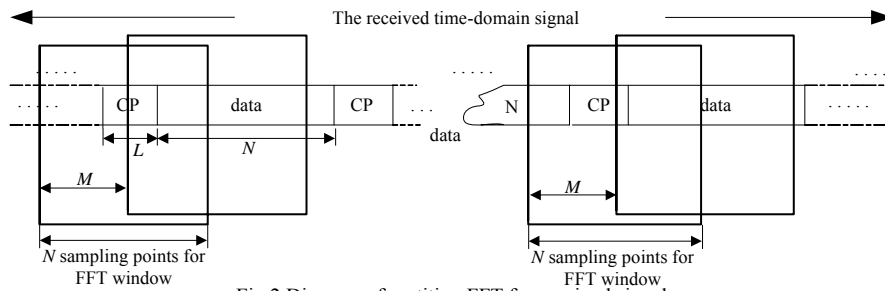 The received time-domain signal
. . . . .
. . . . .
CP
data
CP
. . .
L
N
M
N sampling points for
FFT window
. . . . .
. . . . .
data
N
CP
data
. . . . .
M
N sampling points for
FFT window